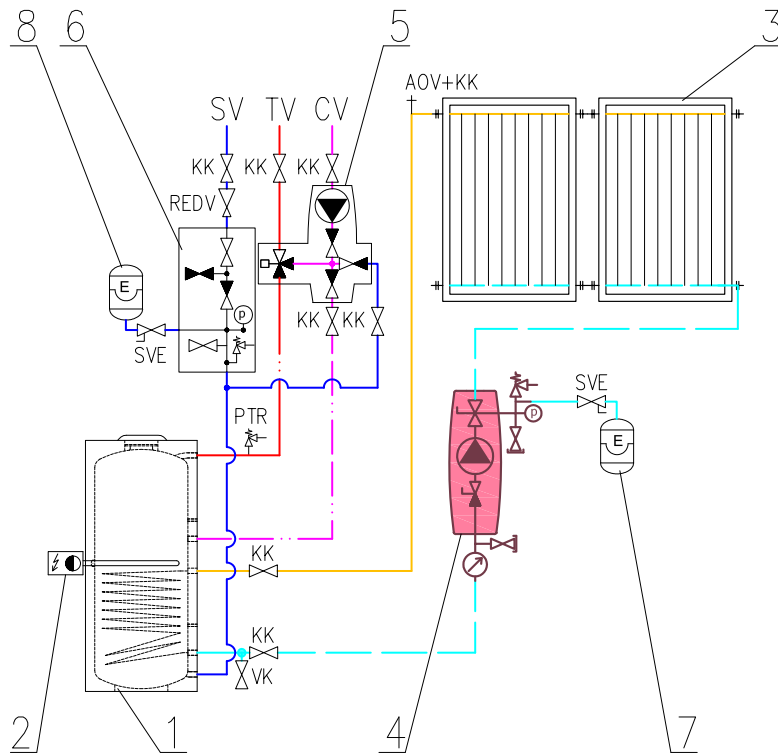 8 6 5 3
AOV+KK
SV TV CV
KK KK KK
REDV
E
p
SVE
KK KK
PTR
SVE
p
E
KK
KK
VK
2 1 4 7